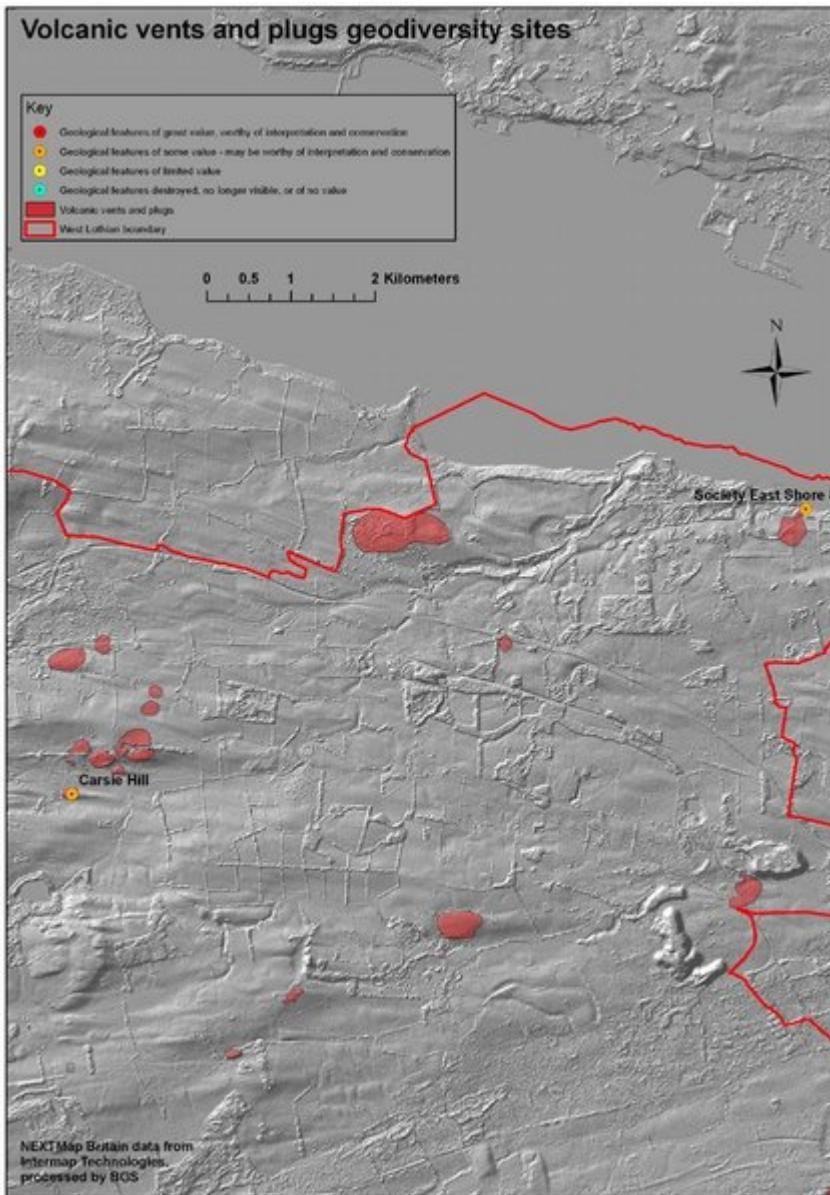 Volcanic vents and plugs geodiversity sites
Key
Geological features of great value, worthy of interpretation and conservation
Geological features of some value - may be worthy of interpretation and conservation
Geological features of limited value
Geological features destroyed, no longer visible, or of no value
Volcanic vents and plugs
West Lothian boundary
0 0.5 1 2 Kilometers
N
Society East Shore
Carsie Hill
NEXTMap Britain data from
Intermap Technologies,
processed by BGS